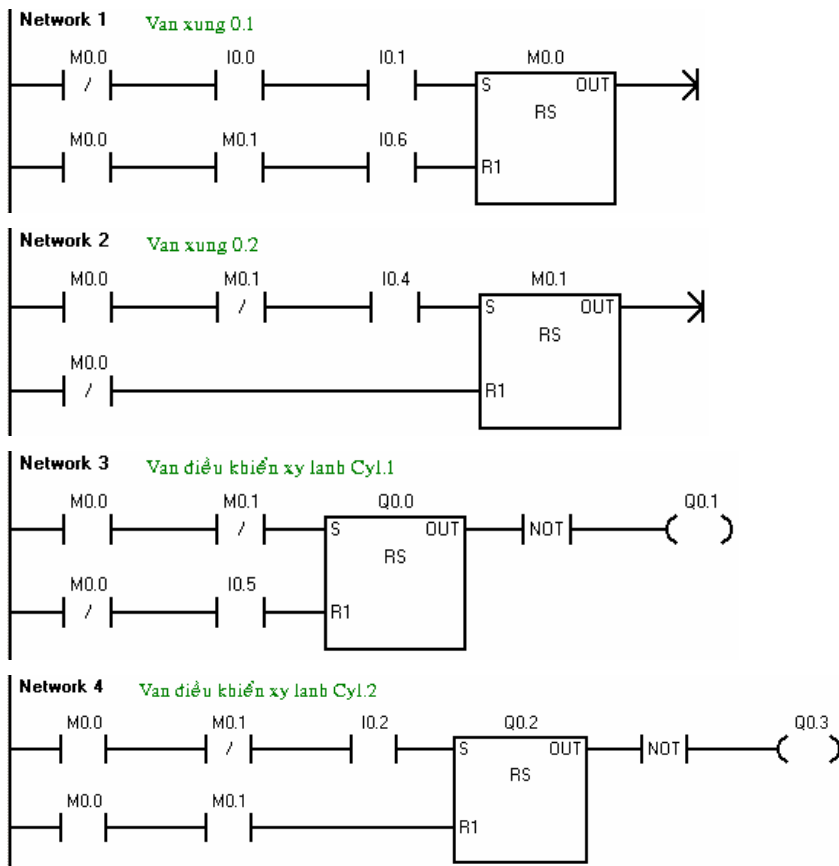 Network 1 Van xung 0.1
M0.0 I0.0 I0.1 M0.0
/ S OUT
RS
M0.0 M0.1 I0.6
R1
Network 2 Van xung 0.2
M0.0 M0.1 I0.4 M0.1
/ S OUT
RS
M0.0
/ R1
Network 3 Van điều khiển xy lanh Cyl.1
M0.0 M0.1 Q0.0 Q0.1
/ S OUT NOT
RS
M0.0 I0.5
/ R1
Network 4 Van điều khiển xy lanh Cyl.2
M0.0 M0.1 I0.2 Q0.2 Q0.3
/ S OUT NOT
RS
M0.0 M0.1
R1